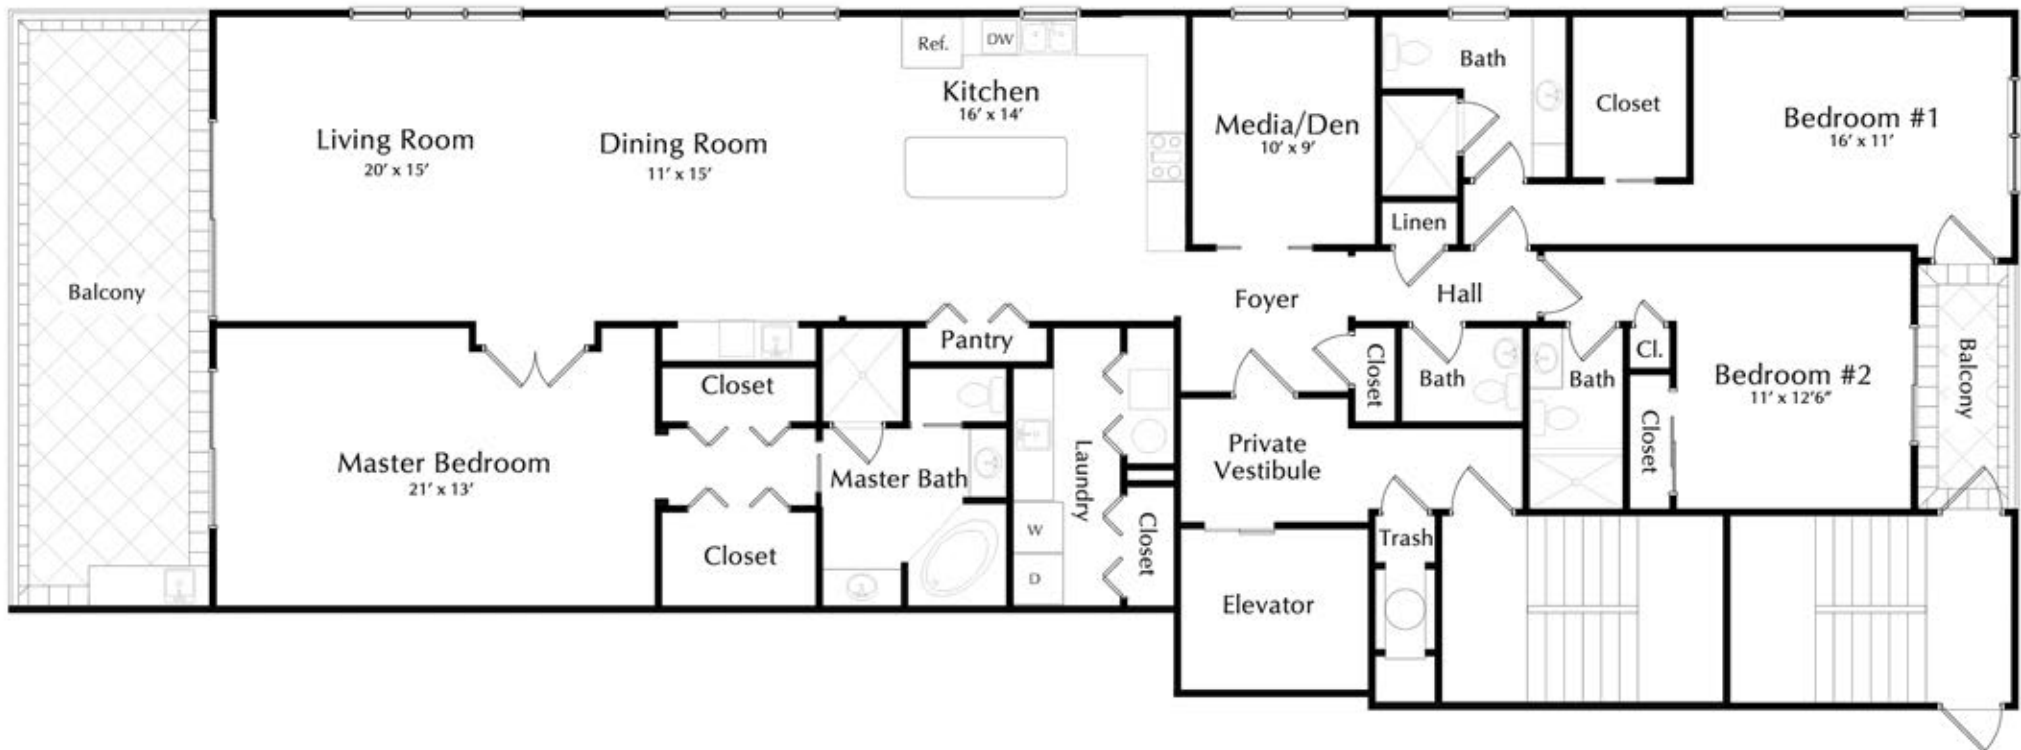 Ref.
DW
Kitchen
16' x 14'
Bath
Closet
Living Room
20' x 15'
Dining Room
11' x 15'
Media/Den
10' x 9'
Bedroom #1
16' x 11'
Linen
Balcony
Foyer
Hall
Pantry
Closet
Closet
Bath
Bath
Cl.
Bedroom #2
11' x 12'6"
Balcony
Master Bedroom
21' x 13'
Master Bath
Laundry
Private
Vestibule
Closet
Closet
W
D
Closet
Trash
Elevator